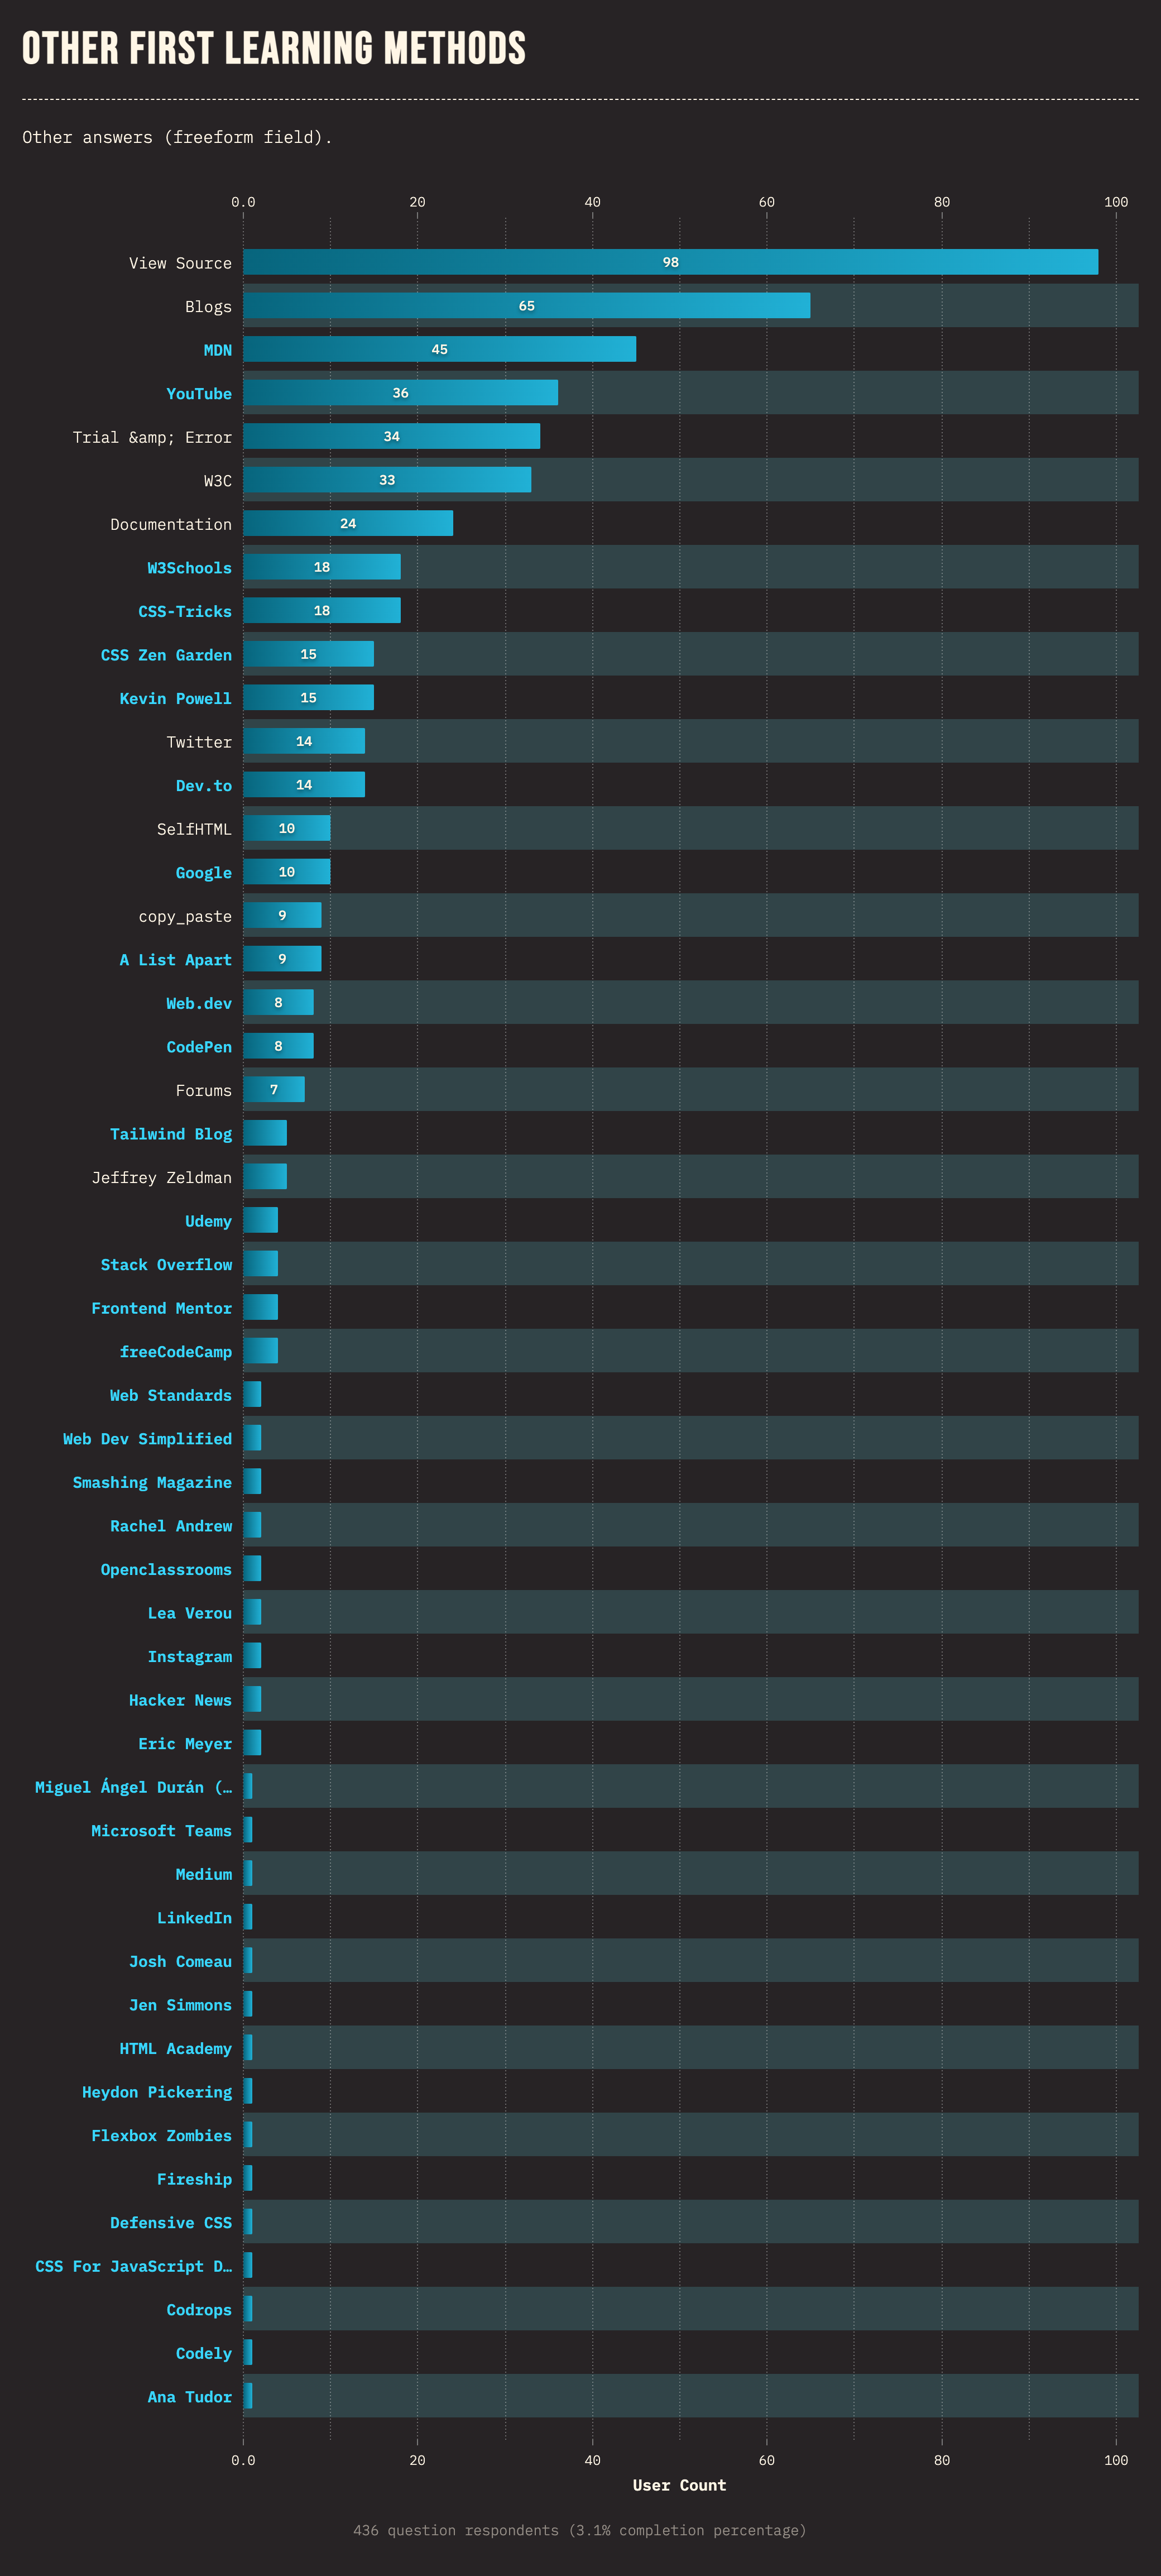 OTHER FIRST LEARNING METHODS
Other answers (freeform field).
0.0 20 40 60 80 100
View Source 98
Blogs 65
MDN 45
YouTube 36
Trial &amp; Error 34
W3C 33
Documentation 24
W3Schools 18
CSS-Tricks 18
CSS Zen Garden 15
Kevin Powell 15
Twitter 14
Dev.to 14
SelfHTML 10
Google 10
copy_paste 9
A List Apart 9
Web.dev 8
CodePen 8
Forums 7
Tailwind Blog
Jeffrey Zeldman
Udemy
Stack Overflow
Frontend Mentor
freeCodeCamp
Web Standards
Web Dev Simplified
Smashing Magazine
Rachel Andrew
Openclassrooms
Lea Verou
Instagram
Hacker News
Eric Meyer
Miguel Ángel Durán (…
Microsoft Teams
Medium
LinkedIn
Josh Comeau
Jen Simmons
HTML Academy
Heydon Pickering
Flexbox Zombies
Fireship
Defensive CSS
CSS For JavaScript D…
Codrops
Codely
Ana Tudor
0.0 20 40 60 80 100
User Count
436 question respondents (3.1% completion percentage)